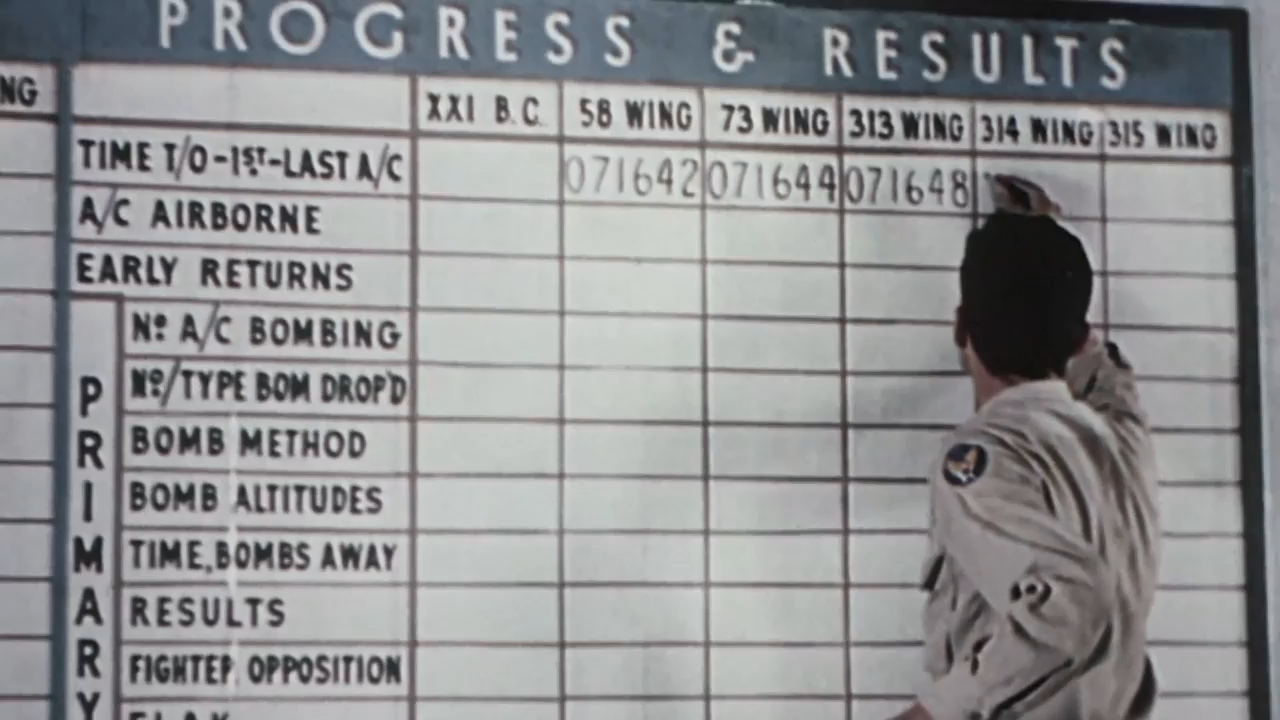 PROGRESS & RESULTS
NG XXI B.C. 58 WING 73 WING 313 WING 314 WING 315 WING
TIME T/O-1ST-LAST A/C 071642 071644 071648
A/C AIRBORNE
EARLY RETURNS
PRIMARY
Nº A/C BOMBING
Nº/TYPE BOM DROP'D
BOMB METHOD
BOMB ALTITUDES
TIME, BOMBS AWAY
RESULTS
FIGHTER OPPOSITION